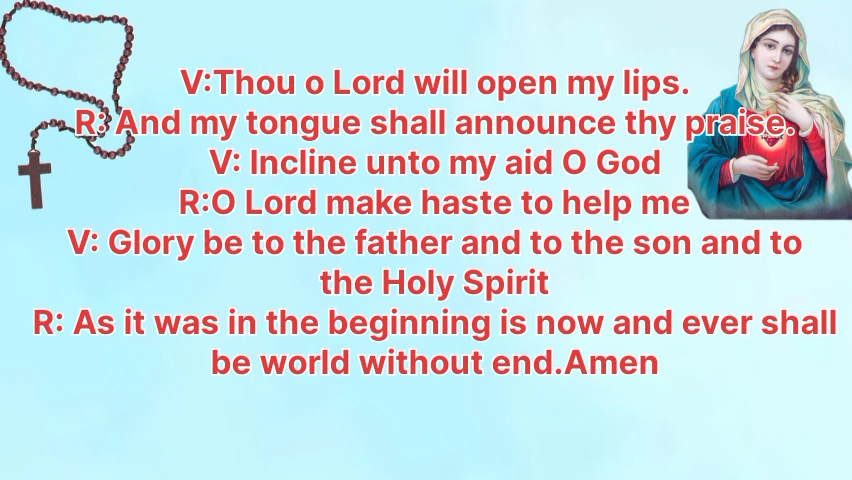 V:Thou o Lord will open my lips.
R: And my tongue shall announce thy praise.
V: Incline unto my aid O God
R:O Lord make haste to help me
V: Glory be to the father and to the son and to
the Holy Spirit
R: As it was in the beginning is now and ever shall
be world without end.Amen